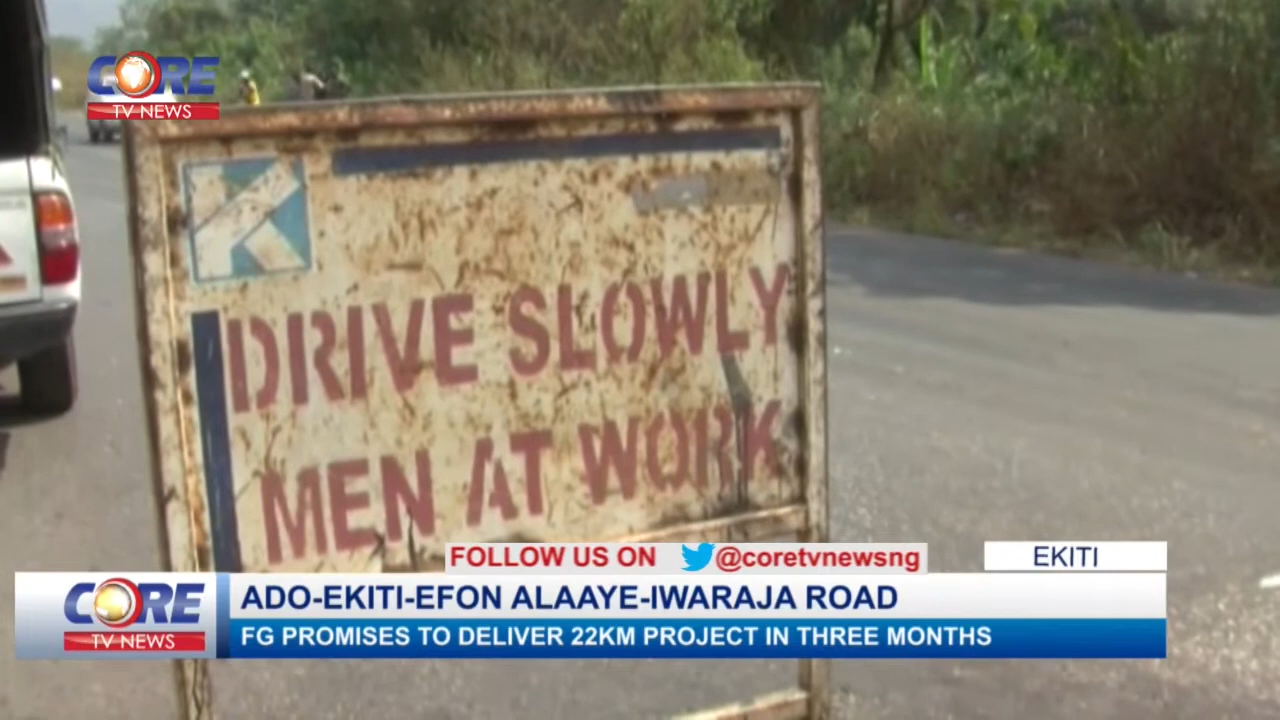 CORE
TV NEWS
K
DRIVE SLOWLY
MEN AT WORK
FOLLOW US ON @coretvnewsng
EKITI
CORE
TV NEWS
ADO-EKITI-EFON ALAAYE-IWARAJA ROAD
FG PROMISES TO DELIVER 22KM PROJECT IN THREE MONTHS